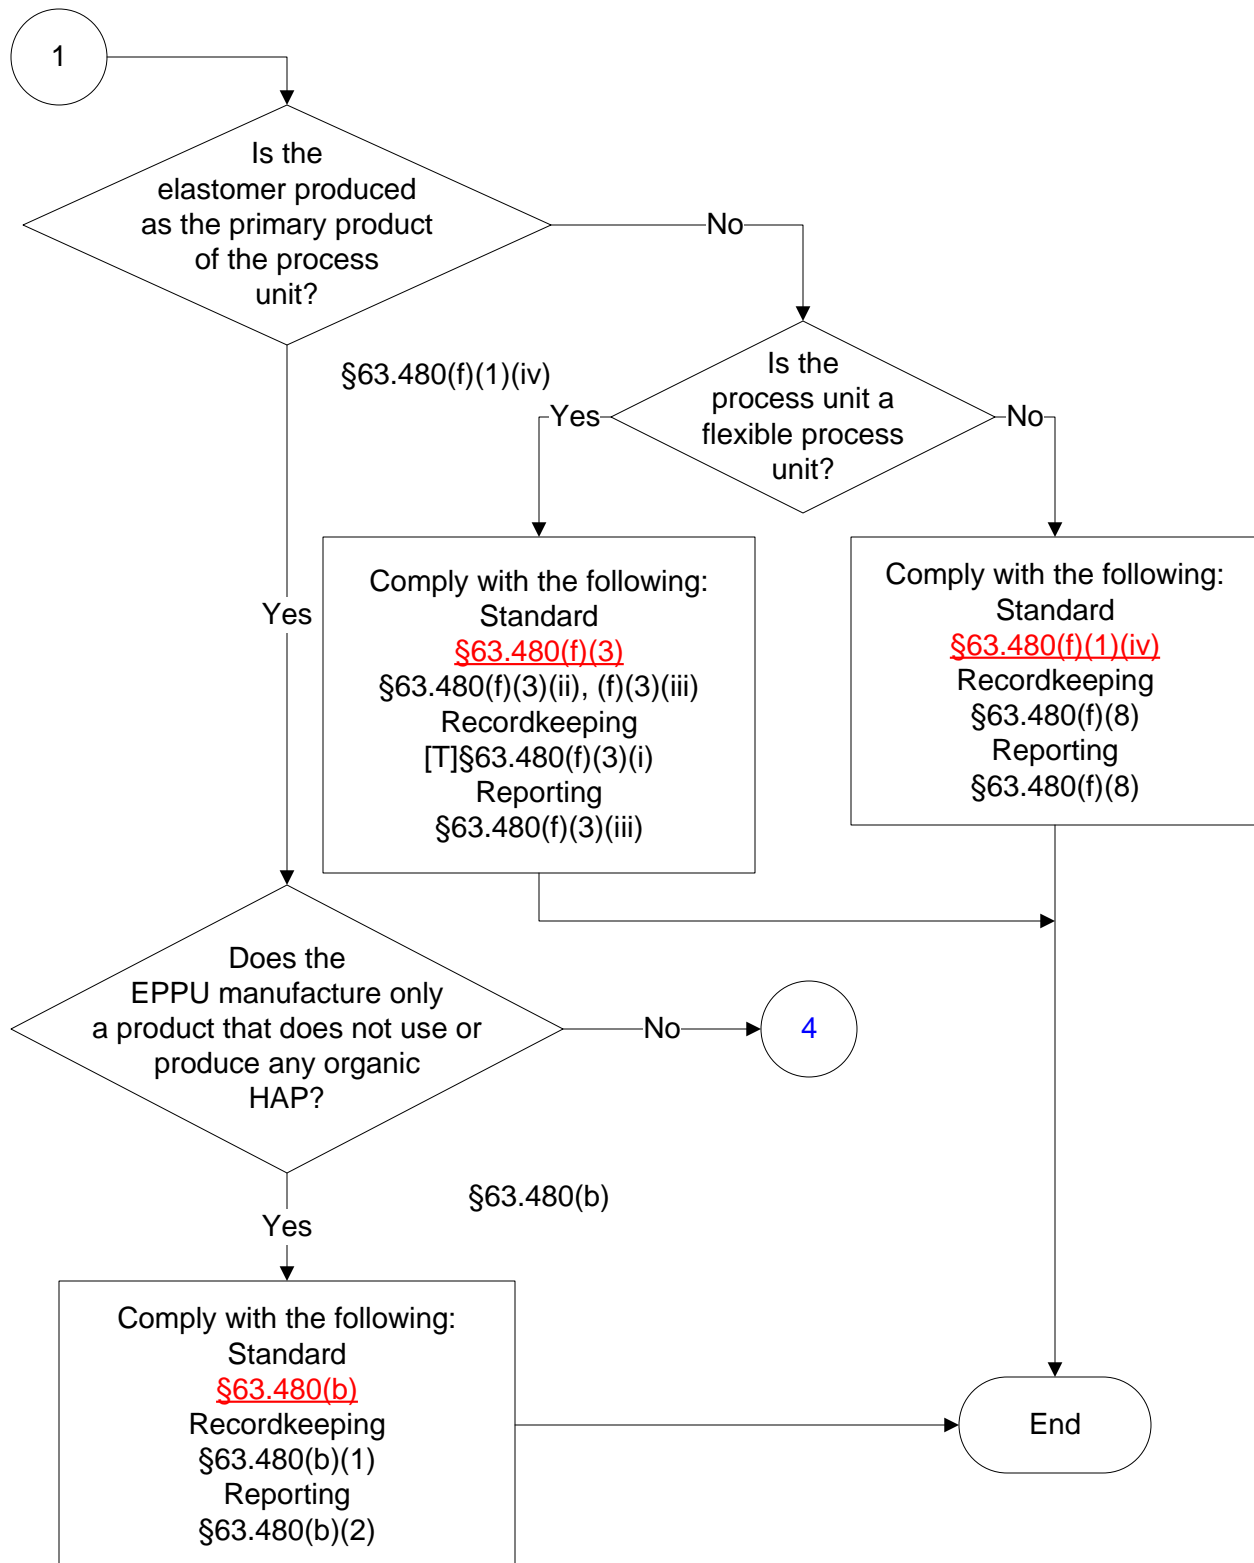 1
Is the
elastomer produced
as the primary product
of the process
unit?
No
§63.480(f)(1)(iv)
Is the
process unit a
flexible process
unit?
Yes
No
Yes
Comply with the following:
Standard
§63.480(f)(3)
§63.480(f)(3)(ii), (f)(3)(iii)
Recordkeeping
[T]§63.480(f)(3)(i)
Reporting
§63.480(f)(3)(iii)
Comply with the following:
Standard
§63.480(f)(1)(iv)
Recordkeeping
§63.480(f)(8)
Reporting
§63.480(f)(8)
Does the
EPPU manufacture only
a product that does not use or
produce any organic
HAP?
No
4
§63.480(b)
Yes
Comply with the following:
Standard
§63.480(b)
Recordkeeping
§63.480(b)(1)
Reporting
§63.480(b)(2)
End